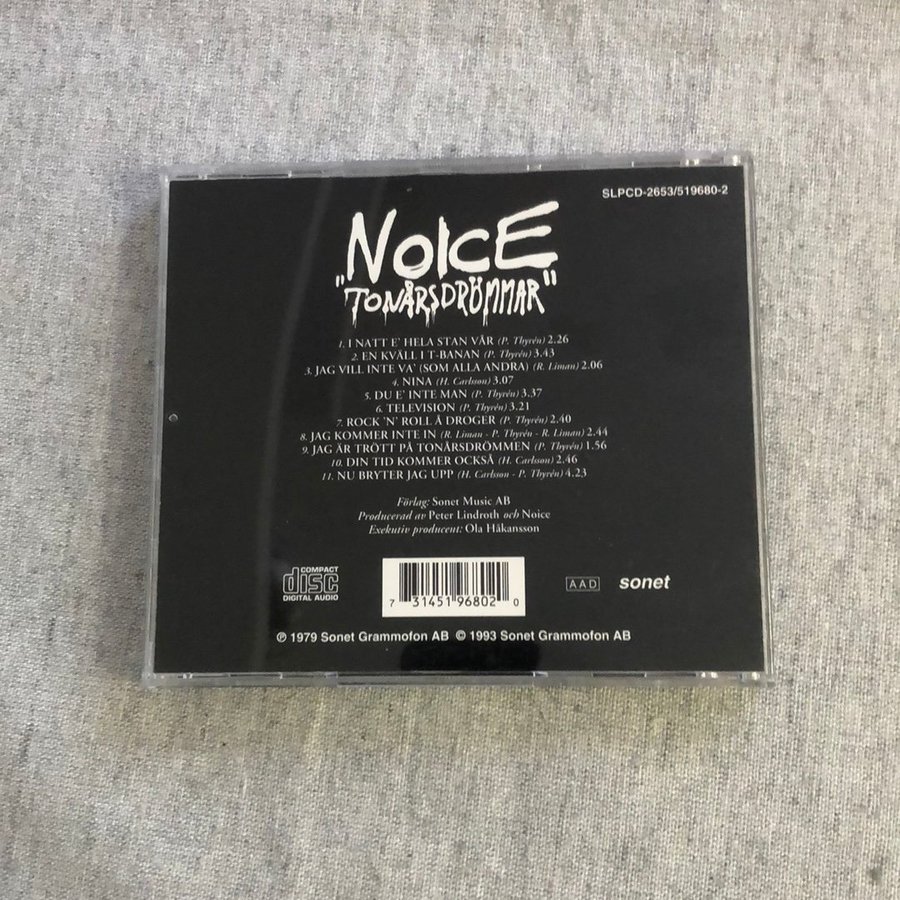 SLPCD-2653/519680-2
NOICE
"TONÅRSDRÖMMAR"
1. I NATT E' HELA STAN VÅR (P. Thyrén) 2.26
2. EN KVÄLL I T-BANAN (P. Thyrén) 3.43
3. JAG VILL INTE VA' (SOM ALLA ANDRA) (R. Liman) 2.06
4. NINA (H. Carlsson) 3.07
5. DU E' INTE MAN (P. Thyrén) 3.37
6. TELEVISION (P. Thyrén) 3.21
7. ROCK 'N' ROLL Å DROGER (P. Thyrén) 2.40
8. JAG KOMMER INTE IN (R. Liman - P. Thyrén - R. Liman) 2.44
9. JAG ÄR TRÖTT PÅ TONÅRSDRÖMMEN (P. Thyrén) 1.56
10. DIN TID KOMMER OCKSÅ (H. Carlsson) 2.46
11. NU BRYTER JAG UPP (H. Carlsson - P. Thyrén) 4.23
Förlag: Sonet Music AB
Producerad av Peter Lindroth och Noice
Exekutiv producent: Ola Håkansson
COMPACT
disc
DIGITAL AUDIO
7 31451 96802 0
AAD
sonet
℗ 1979 Sonet Grammofon AB © 1993 Sonet Grammofon AB